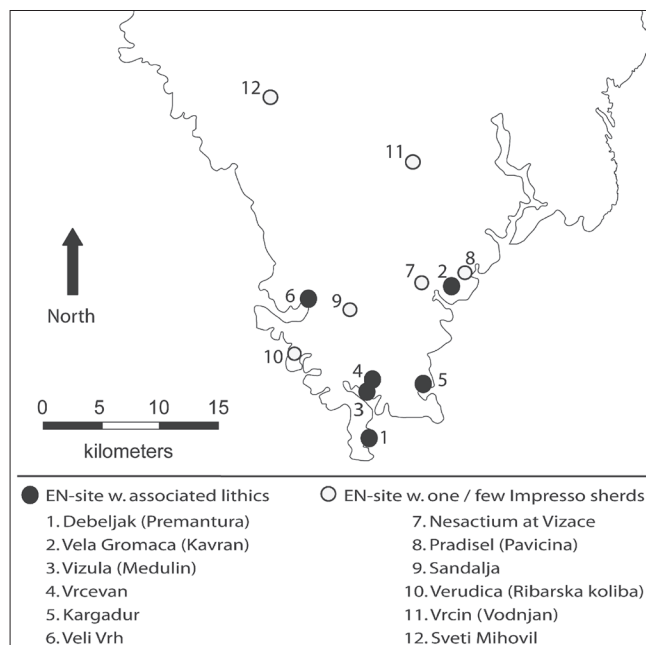 12
11
8
2
7
6
9
10
4
5
3
1
North
0 5 10 15
kilometers
EN-site w. associated lithics
1. Debeljak (Premantura)
2. Vela Gromaca (Kavran)
3. Vizula (Medulin)
4. Vrcevan
5. Kargadur
6. Veli Vrh
EN-site w. one / few Impresso sherds
7. Nesactium at Vizace
8. Pradisel (Pavicina)
9. Sandalja
10. Verudica (Ribarska koliba)
11. Vrcin (Vodnjan)
12. Sveti Mihovil